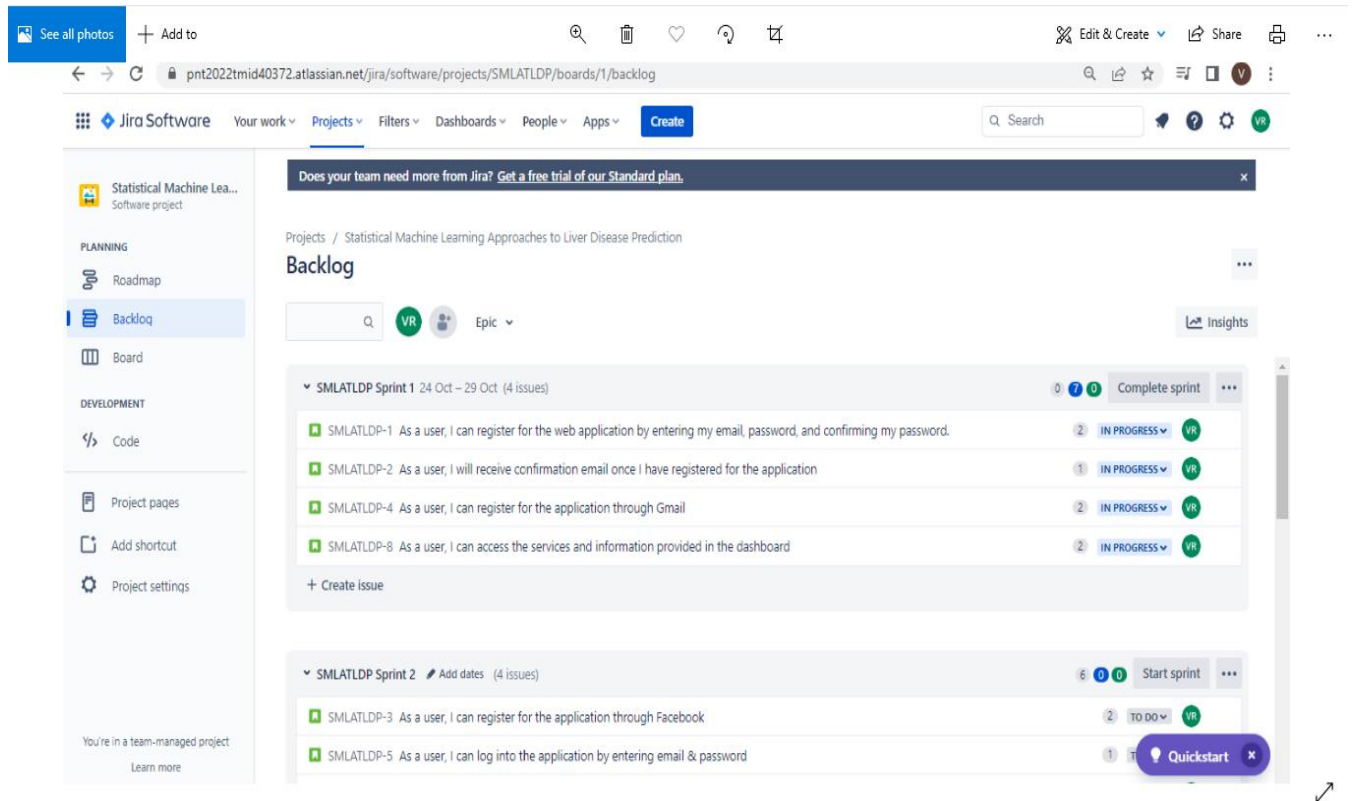 See all photos + Add to Edit & Create Share
pnt2022tmid40372.atlassian.net/jira/software/projects/SMLATLDP/boards/1/backlog V
Jira Software Your work Projects Filters Dashboards People Apps Create Search VR
Does your team need more from Jira? Get a free trial of our Standard plan. x
Statistical Machine Lea...
Software project
PLANNING
Roadmap
Backlog
Board
DEVELOPMENT
Code
Project pages
Add shortcut
Project settings
You're in a team-managed project
Learn more
Projects / Statistical Machine Learning Approaches to Liver Disease Prediction
Backlog
VR Epic Insights
SMLATLDP Sprint 1 24 Oct – 29 Oct (4 issues) 0 7 0 Complete sprint
SMLATLDP-1 As a user, I can register for the web application by entering my email, password, and confirming my password. 2 IN PROGRESS VR
SMLATLDP-2 As a user, I will receive confirmation email once I have registered for the application 1 IN PROGRESS VR
SMLATLDP-4 As a user, I can register for the application through Gmail 2 IN PROGRESS VR
SMLATLDP-8 As a user, I can access the services and information provided in the dashboard 2 IN PROGRESS VR
+ Create issue
SMLATLDP Sprint 2 Add dates (4 issues) 6 0 0 Start sprint
SMLATLDP-3 As a user, I can register for the application through Facebook 2 TO DO VR
SMLATLDP-5 As a user, I can log into the application by entering email & password 1 T
Quickstart x